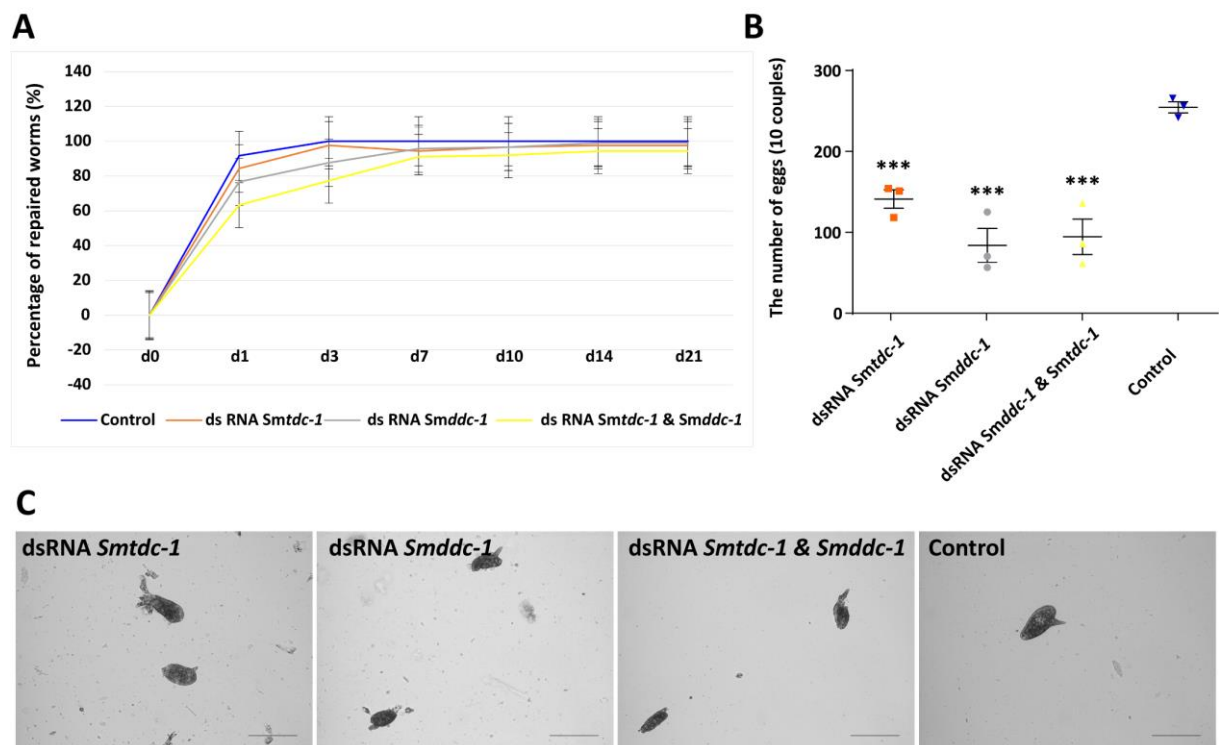 A
Percentage of repaired worms (%)
140
120
100
80
60
40
20
0
-20
-40
d0 d1 d3 d7 d10 d14 d21
Control ds RNA Smtdc-1 ds RNA Smddc-1 ds RNA Smtdc-1 & Smddc-1
B
The number of eggs (10 couples)
300
200
100
0
***
***
***
dsRNA Smtdc-1
dsRNA Smddc-1
dsRNA Smddc-1 & Smtdc-1
Control
C
dsRNA Smtdc-1
dsRNA Smddc-1
dsRNA Smtdc-1 & Smddc-1
Control